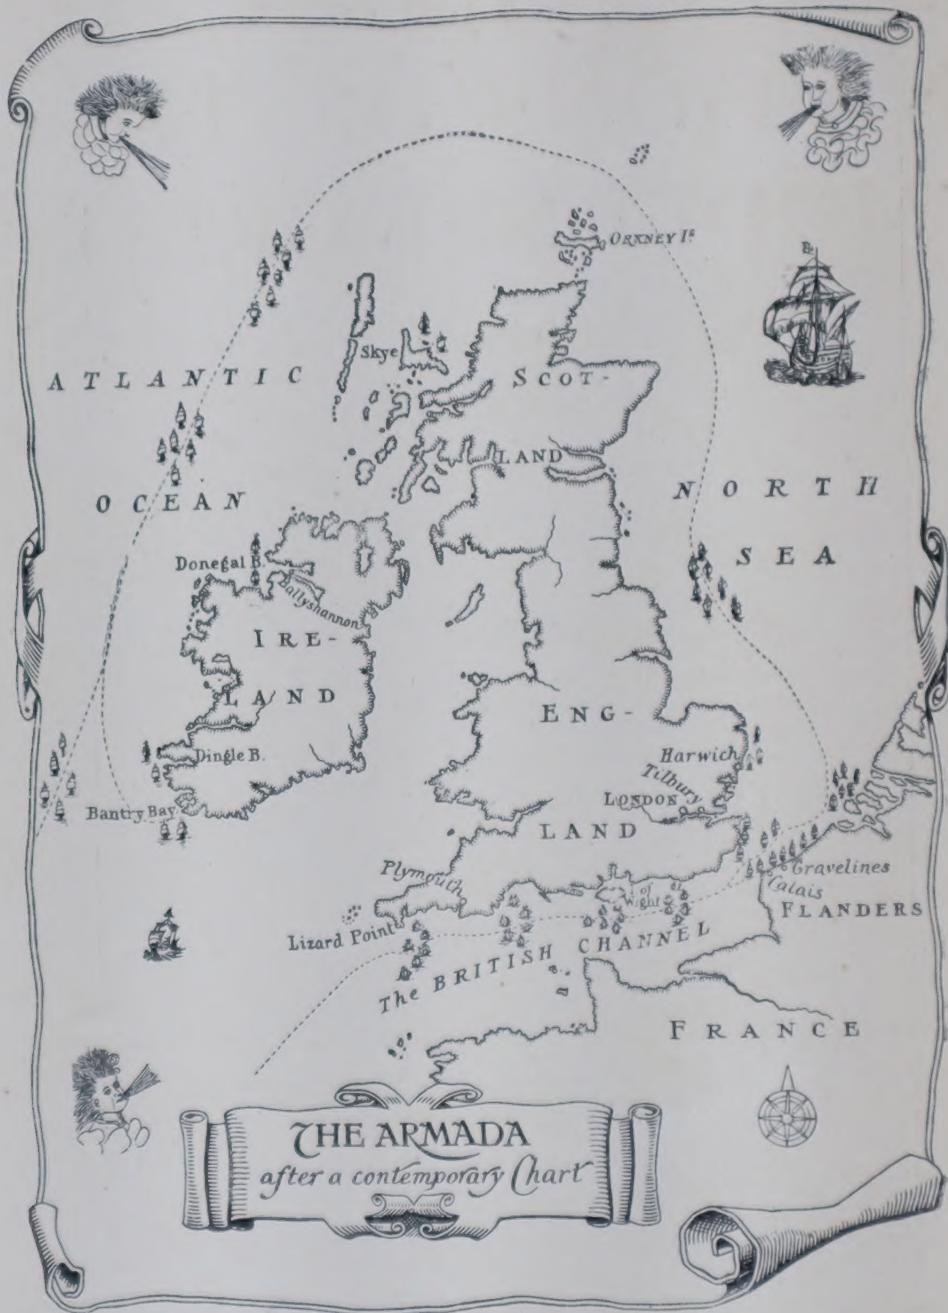 ORKNEY Is
Skye
ATLANTIC
SCOT-
LAND
OCEAN
NORTH
SEA
Donegal B.
Ballyshannon
IRE-
LAND
ENG-
Dingle B.
Harwich
Tilbury
LONDON
Bantry Bay
LAND
Plymouth
I. of Wight
Gravelines
Calais
FLANDERS
Lizard Point
The BRITISH CHANNEL
FRANCE
THE ARMADA
after a contemporary Chart